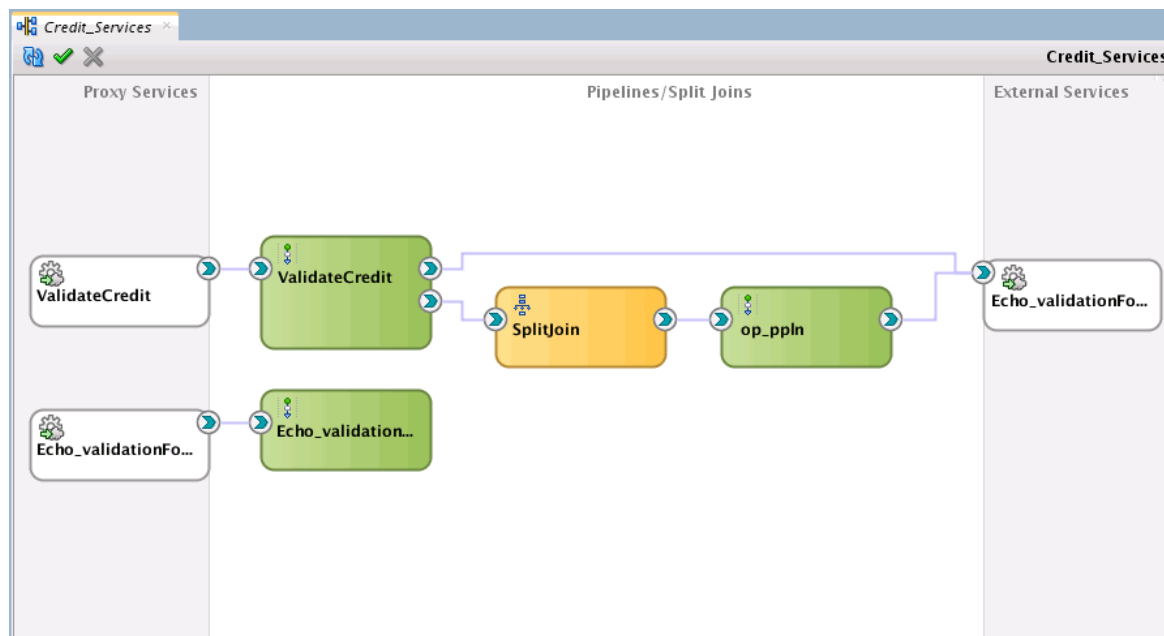 Credit_Services
Credit_Services
Proxy Services
Pipelines/Split Joins
External Services
ValidateCredit
ValidateCredit
SplitJoin
op_ppln
Echo_validationFo...
Echo_validationFo...
Echo_validation...